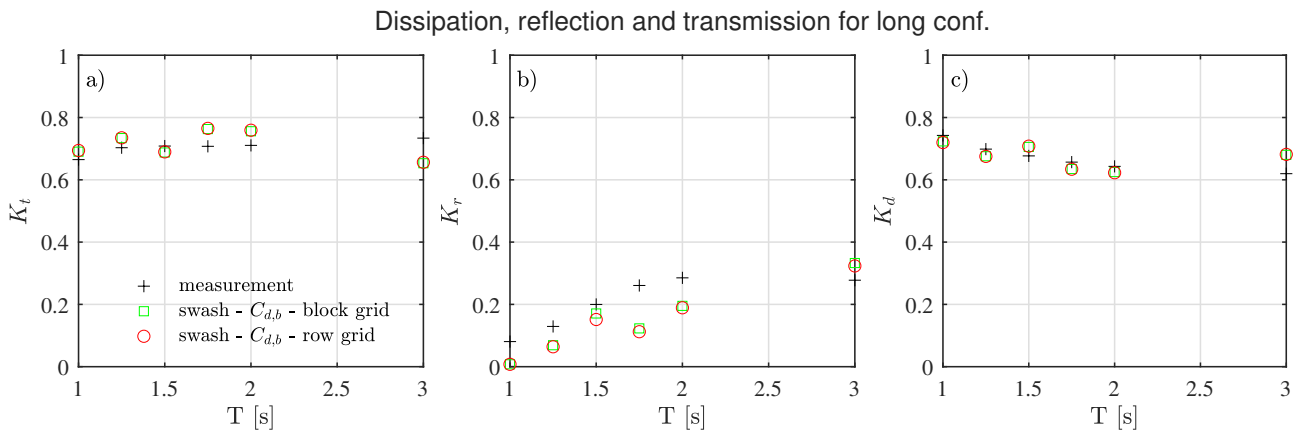 Dissipation, reflection and transmission for long conf.
a)
K_t
1
0.8
0.6
0.4
0.2
0
measurement
swash - C_{d,b} - block grid
swash - C_{d,b} - row grid
1 1.5 2 2.5 3
T [s]
b)
K_r
1
0.8
0.6
0.4
0.2
0
1 1.5 2 2.5 3
T [s]
c)
K_d
1
0.8
0.6
0.4
0.2
0
1 1.5 2 2.5 3
T [s]